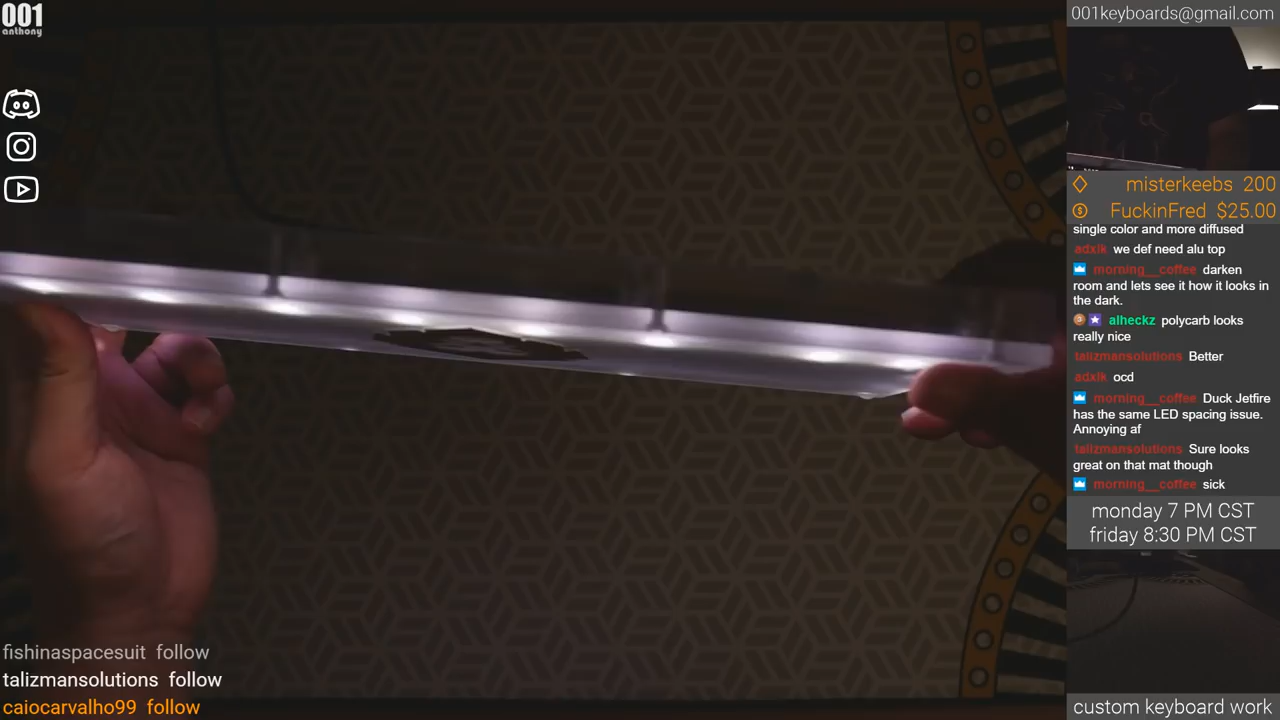 001
anthony
001keyboards@gmail.com
misterkeebs 200
FuckinFred $25.00
single color and more diffused
adxlk we def need alu top
morning__coffee darken
room and lets see it how it looks in
the dark.
alheckz polycarb looks
really nice
talizmansolutions Better
adxlk ocd
morning__coffee Duck Jetfire
has the same LED spacing issue.
Annoying af
talizmansolutions Sure looks
great on that mat though
morning__coffee sick
monday 7 PM CST
friday 8:30 PM CST
fishinaspacesuit follow
talizmansolutions follow
caiocarvalho99 follow
custom keyboard work